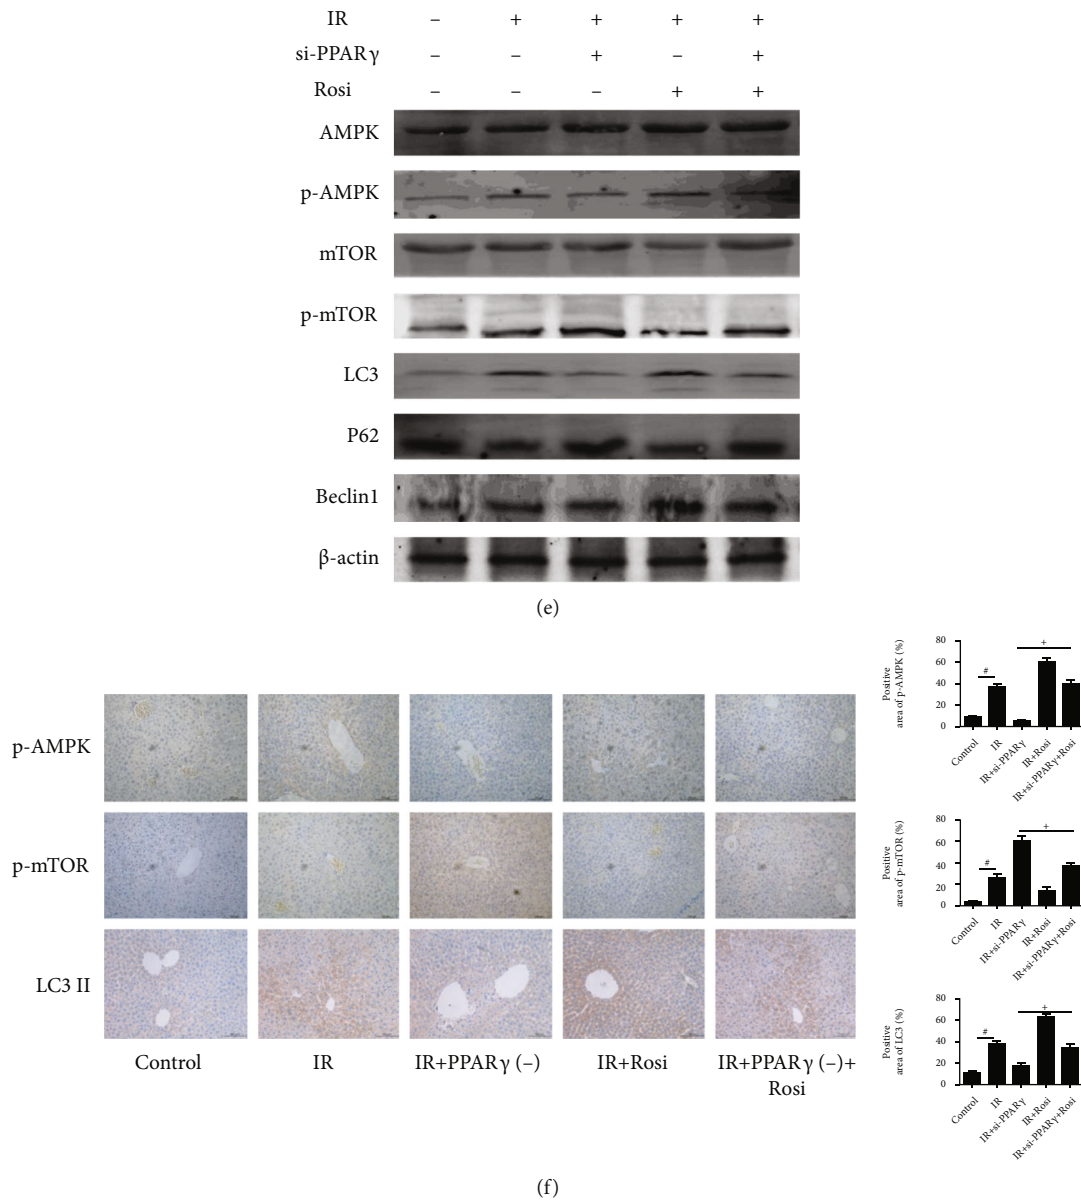 IR – + + + +
si-PPARγ – – + – +
Rosi – – – + +
AMPK
p-AMPK
mTOR
p-mTOR
LC3
P62
Beclin1
β-actin
(e)
p-AMPK
p-mTOR
LC3 II
Control
IR
IR+PPARγ (–)
IR+Rosi
IR+PPARγ (–)+
Rosi
Positive
area of p-AMPK (%)
80
60
40
20
0
#
+
Control
IR
IR+si-PPARγ
IR+Rosi
IR+si-PPARγ+Rosi
Positive
area of p-mTOR (%)
80
60
40
20
0
#
+
Control
IR
IR+si-PPARγ
IR+Rosi
IR+si-PPARγ+Rosi
Positive
area of LC3 (%)
80
60
40
20
0
#
+
Control
IR
IR+si-PPARγ
IR+Rosi
IR+si-PPARγ+Rosi
(f)